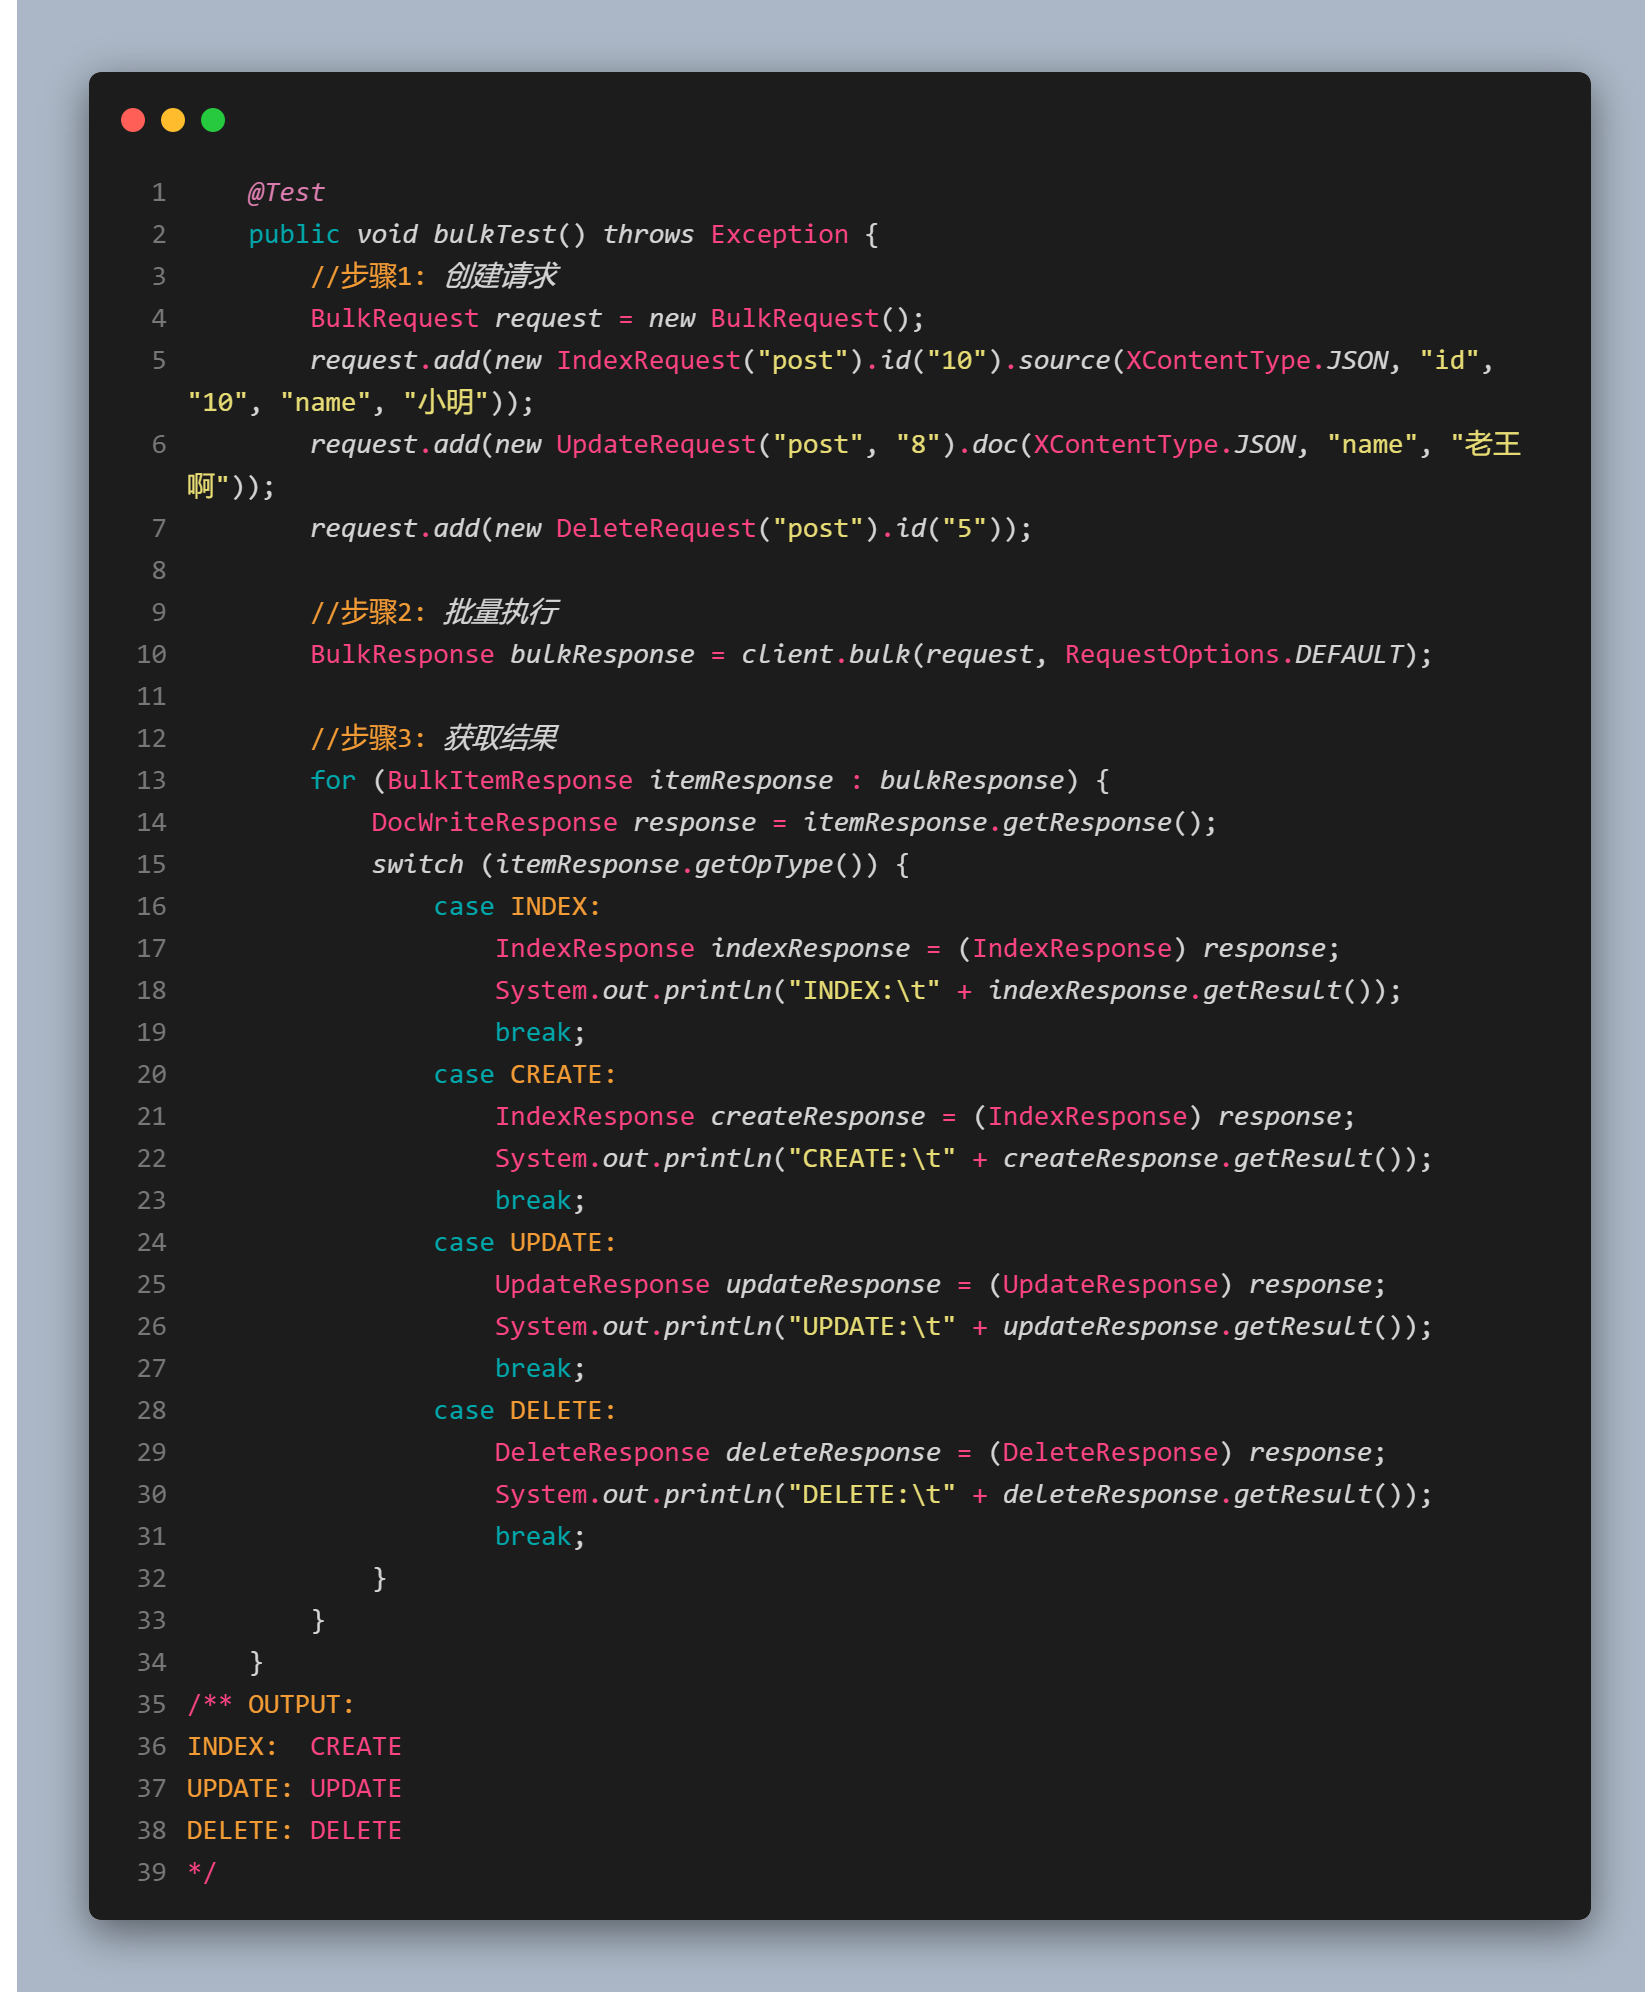 1     @Test
2     public void bulkTest() throws Exception {
3         //步骤1: 创建请求
4         BulkRequest request = new BulkRequest();
5         request.add(new IndexRequest("post").id("10").source(XContentType.JSON, "id",
"10", "name", "小明"));
6         request.add(new UpdateRequest("post", "8").doc(XContentType.JSON, "name", "老王
啊"));
7         request.add(new DeleteRequest("post").id("5"));
8
9         //步骤2: 批量执行
10         BulkResponse bulkResponse = client.bulk(request, RequestOptions.DEFAULT);
11
12         //步骤3: 获取结果
13         for (BulkItemResponse itemResponse : bulkResponse) {
14             DocWriteResponse response = itemResponse.getResponse();
15             switch (itemResponse.getOpType()) {
16                 case INDEX:
17                     IndexResponse indexResponse = (IndexResponse) response;
18                     System.out.println("INDEX:\t" + indexResponse.getResult());
19                     break;
20                 case CREATE:
21                     IndexResponse createResponse = (IndexResponse) response;
22                     System.out.println("CREATE:\t" + createResponse.getResult());
23                     break;
24                 case UPDATE:
25                     UpdateResponse updateResponse = (UpdateResponse) response;
26                     System.out.println("UPDATE:\t" + updateResponse.getResult());
27                     break;
28                 case DELETE:
29                     DeleteResponse deleteResponse = (DeleteResponse) response;
30                     System.out.println("DELETE:\t" + deleteResponse.getResult());
31                     break;
32             }
33         }
34     }
35 /** OUTPUT:
36 INDEX:  CREATE
37 UPDATE: UPDATE
38 DELETE: DELETE
39 */